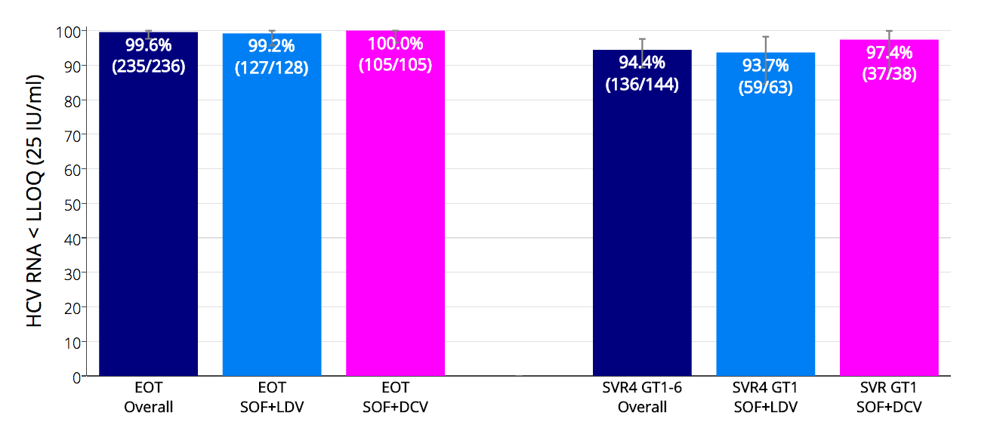 HCV RNA < LLOQ (25 IU/ml)
100
90
80
70
60
50
40
30
20
10
0
99.6%
(235/236)
99.2%
(127/128)
100.0%
(105/105)
94.4%
(136/144)
93.7%
(59/63)
97.4%
(37/38)
EOT
Overall
EOT
SOF+LDV
EOT
SOF+DCV
SVR4 GT1-6
Overall
SVR4 GT1
SOF+LDV
SVR GT1
SOF+DCV